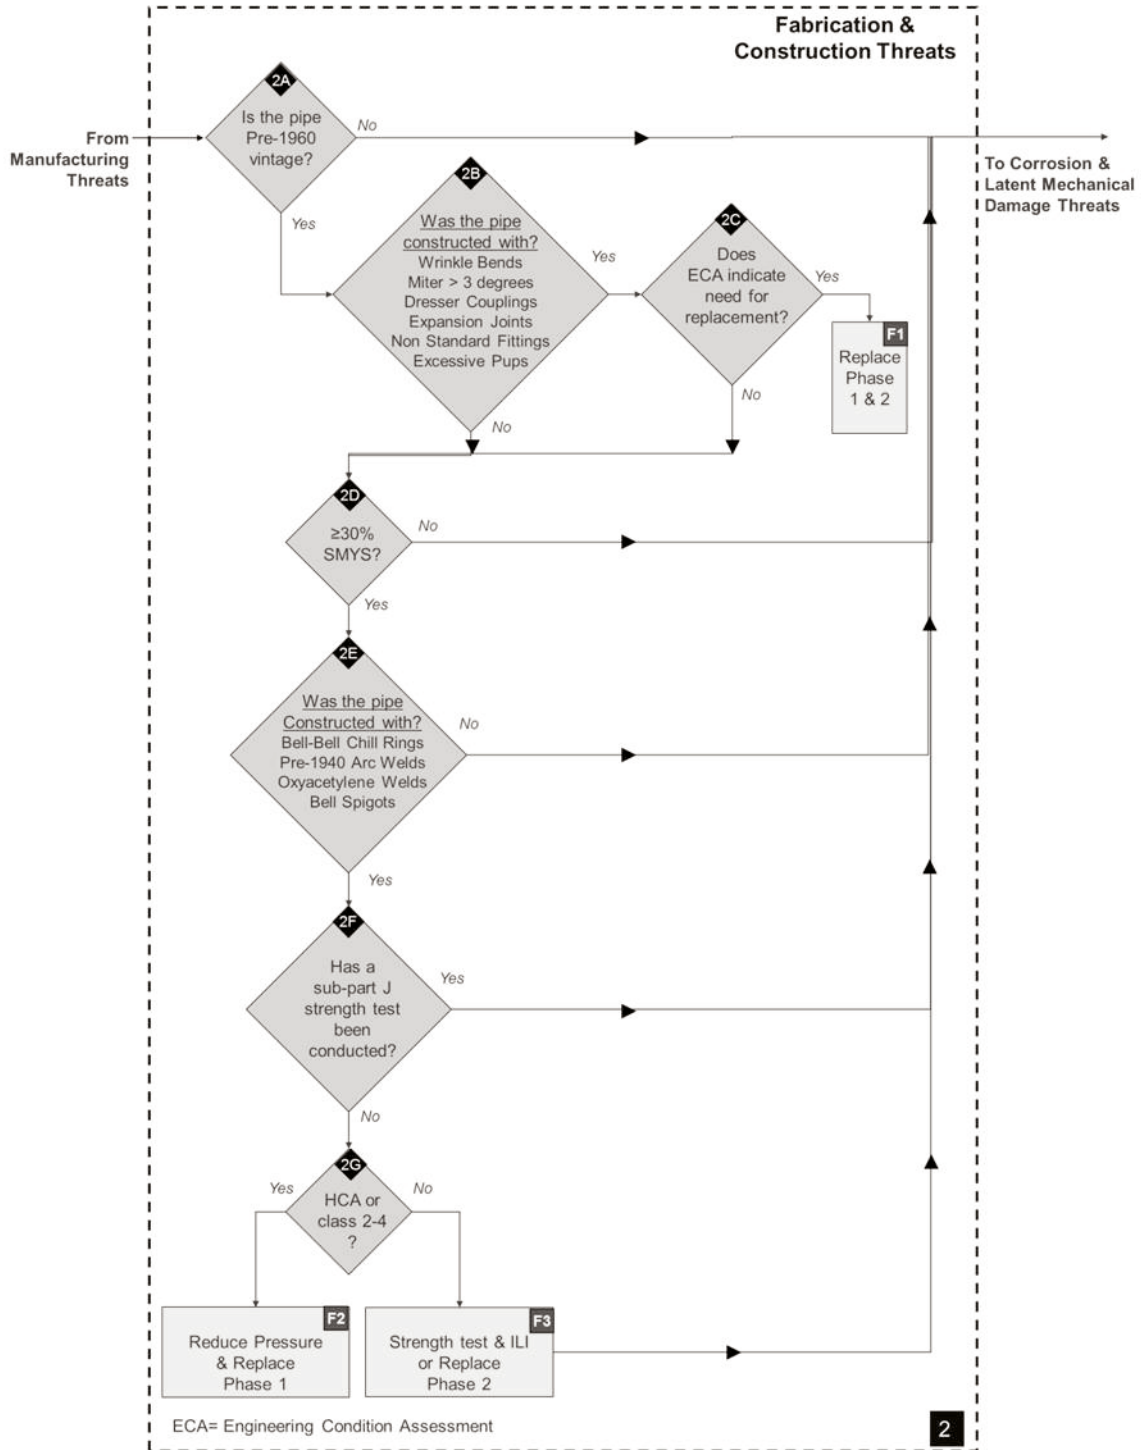 Fabrication &
Construction Threats
2A
Is the pipe
Pre-1960
vintage?
No
From
Manufacturing
Threats
To Corrosion &
Latent Mechanical
Damage Threats
Yes
2B
Was the pipe
constructed with?
Wrinkle Bends
Miter > 3 degrees
Dresser Couplings
Expansion Joints
Non Standard Fittings
Excessive Pups
Yes
2C
Does
ECA indicate
need for
replacement?
Yes
F1
Replace
Phase
1 & 2
No
No
2D
≥30%
SMYS?
No
Yes
2E
Was the pipe
Constructed with?
Bell-Bell Chill Rings
Pre-1940 Arc Welds
Oxyacetylene Welds
Bell Spigots
No
Yes
2F
Has a
sub-part J
strength test
been
conducted?
Yes
No
2G
HCA or
class 2-4
?
Yes
No
F2
Reduce Pressure
& Replace
Phase 1
F3
Strength test & ILI
or Replace
Phase 2
ECA= Engineering Condition Assessment
2